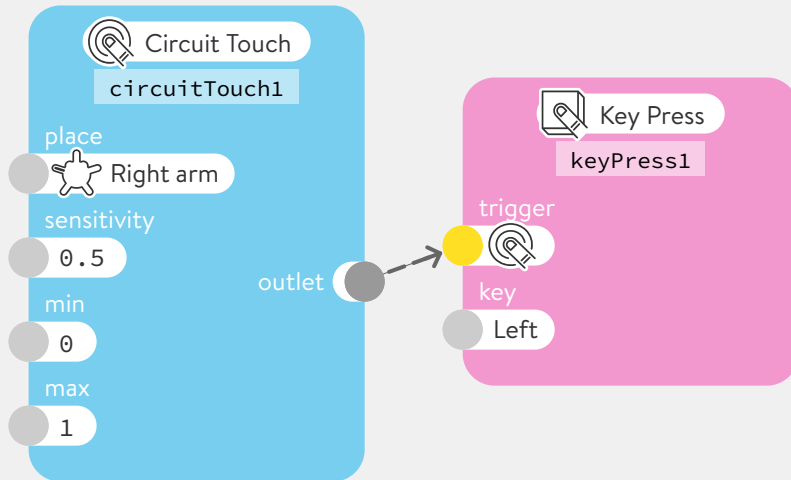 Circuit Touch
circuitTouch1
place
Right arm
sensitivity
0.5
min
0
max
1
outlet
Key Press
keyPress1
trigger
key
Left